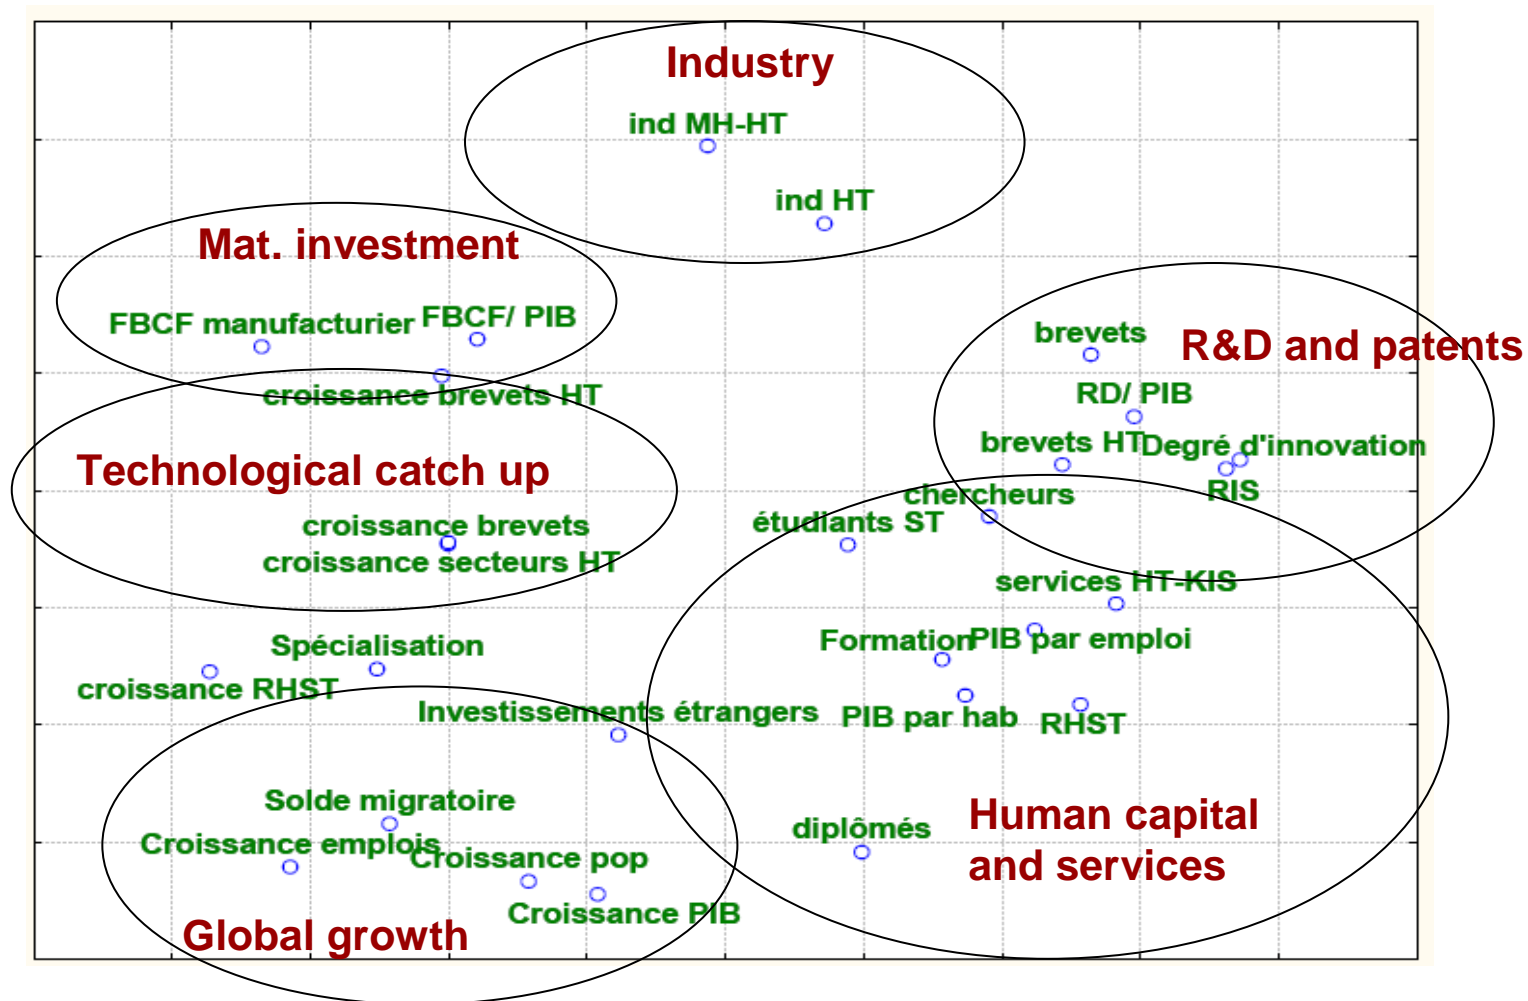 Industry
ind MH-HT
ind HT
Mat. investment
FBCF manufacturier
FBCF/ PIB
croissance brevets HT
brevets
R&D and patents
RD/ PIB
brevets HT
Degré d'innovation
RIS
Technological catch up
croissance brevets
croissance secteurs HT
chercheurs
étudiants ST
services HT-KIS
Formation
PIB par emploi
PIB par hab
RHST
Spécialisation
croissance RHST
Investissements étrangers
Solde migratoire
Croissance emplois
Croissance pop
Croissance PIB
Global growth
diplômés
Human capital
and services